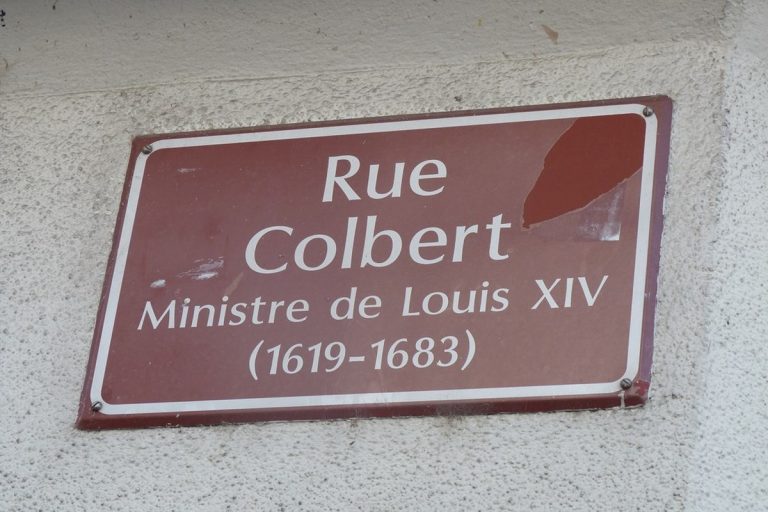 Rue
Colbert
Ministre de Louis XIV
(1619-1683)